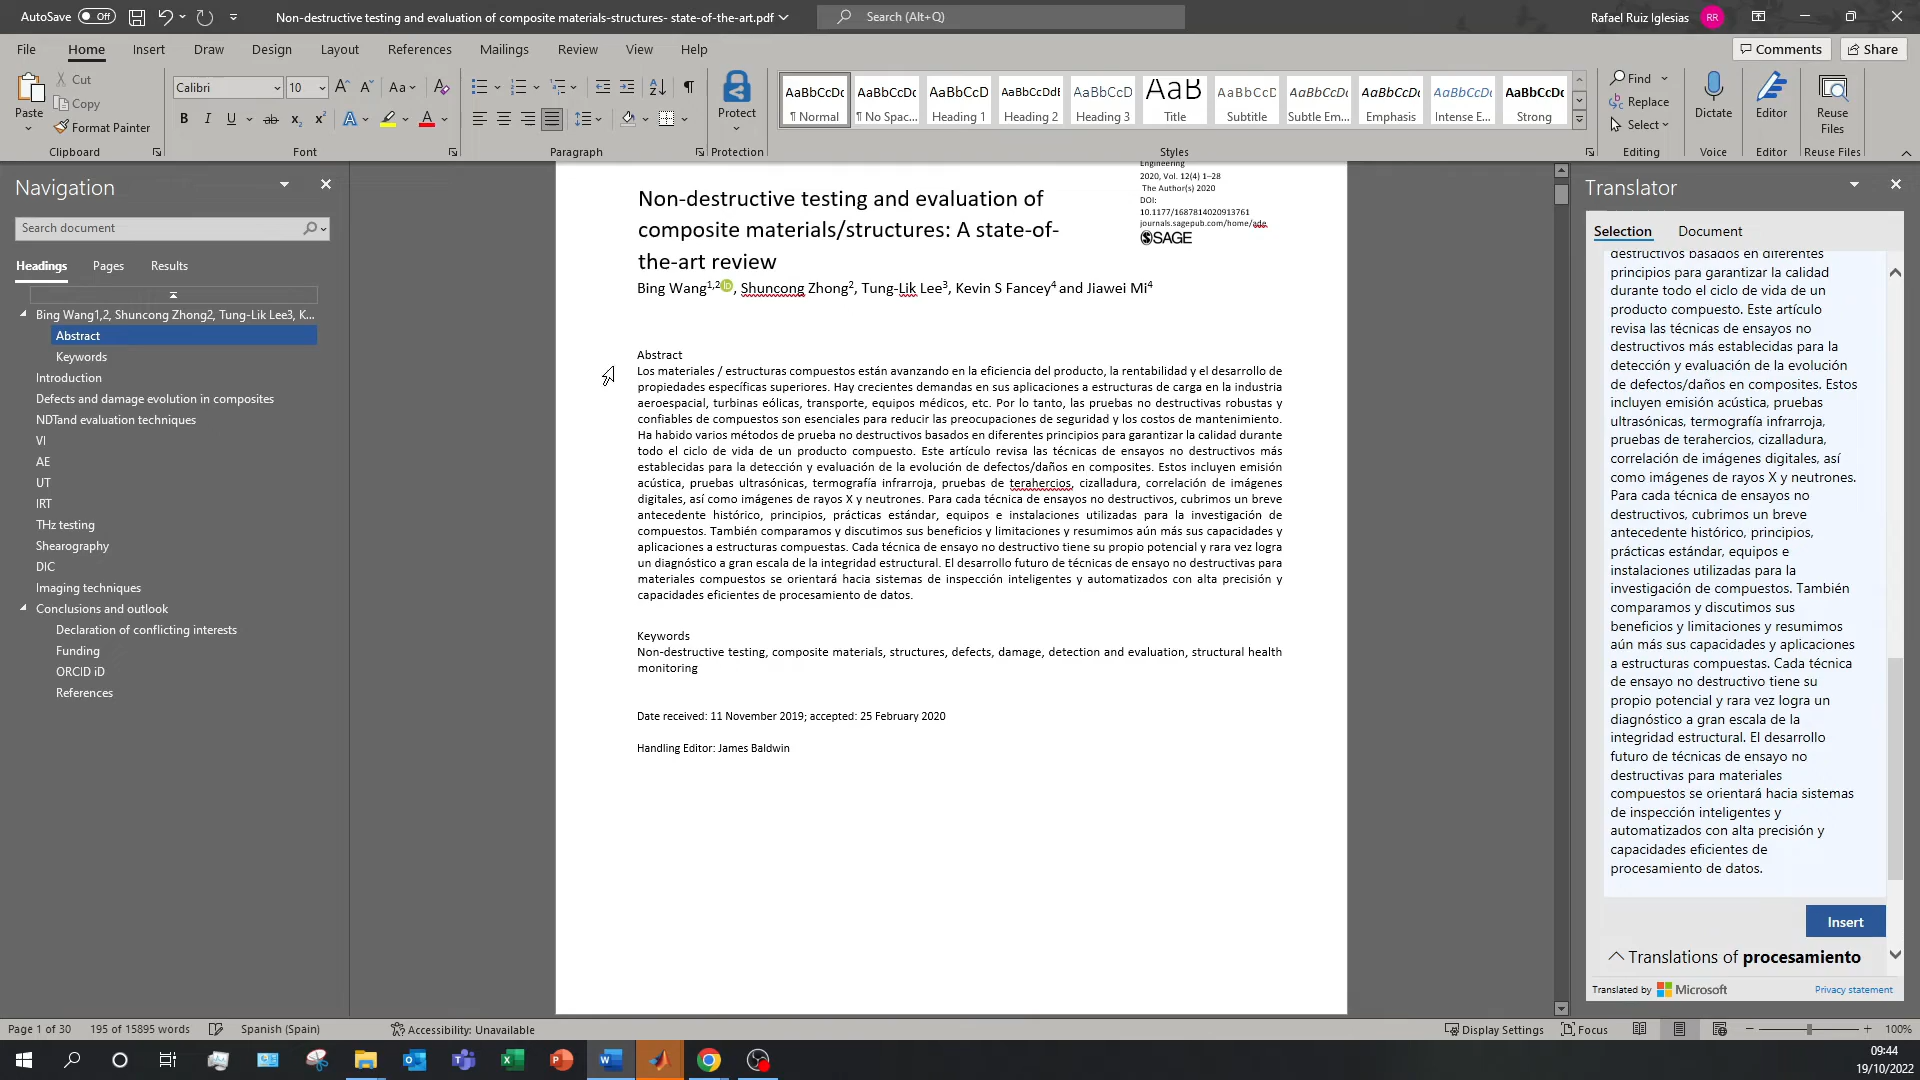 AutoSave Off
Non-destructive testing and evaluation of composite materials-structures- state-of-the-art.pdf
Search (Alt+Q)
Rafael Ruiz Iglesias RR
File Home Insert Draw Design Layout References Mailings Review View Help
Comments Share
Paste
Cut
Copy
Format Painter
Clipboard
Calibri 10
Font
Paragraph
Protect
Protection
AaBbCcDc ¶ Normal
AaBbCcDc ¶ No Spac...
AaBbCcD Heading 1
AaBbCcDdE Heading 2
AaBbCcD Heading 3
AaB Title
AaBbCcD Subtitle
AaBbCcDc Subtle Em...
AaBbCcDc Emphasis
AaBbCcDc Intense E...
AaBbCcDc Strong
Styles
Find
Replace
Select
Editing
Dictate
Voice
Editor
Editor
Reuse
Files
Reuse Files
Navigation
Search document
Headings Pages Results
Bing Wang1,2, Shuncong Zhong2, Tung-Lik Lee3, K...
Abstract
Keywords
Introduction
Defects and damage evolution in composites
NDTand evaluation techniques
VI
AE
UT
IRT
THz testing
Shearography
DIC
Imaging techniques
Conclusions and outlook
Declaration of conflicting interests
Funding
ORCID iD
References
Engineering
2020, Vol. 12(4) 1–28
The Author(s) 2020
DOI:
10.1177/1687814020913761
journals.sagepub.com/home/ade
SAGE
Non-destructive testing and evaluation of
composite materials/structures: A state-of-
the-art review
Bing Wang1,2 iD, Shuncong Zhong2, Tung-Lik Lee3, Kevin S Fancey4 and Jiawei Mi4
Abstract
Los materiales / estructuras compuestos están avanzando en la eficiencia del producto, la rentabilidad y el desarrollo de
propiedades específicas superiores. Hay crecientes demandas en sus aplicaciones a estructuras de carga en la industria
aeroespacial, turbinas eólicas, transporte, equipos médicos, etc. Por lo tanto, las pruebas no destructivas robustas y
confiables de compuestos son esenciales para reducir las preocupaciones de seguridad y los costos de mantenimiento.
Ha habido varios métodos de prueba no destructivos basados en diferentes principios para garantizar la calidad durante
todo el ciclo de vida de un producto compuesto. Este artículo revisa las técnicas de ensayos no destructivos más
establecidas para la detección y evaluación de la evolución de defectos/daños en composites. Estos incluyen emisión
acústica, pruebas ultrasónicas, termografía infrarroja, pruebas de terahercios, cizalladura, correlación de imágenes
digitales, así como imágenes de rayos X y neutrones. Para cada técnica de ensayos no destructivos, cubrimos un breve
antecedente histórico, principios, prácticas estándar, equipos e instalaciones utilizadas para la investigación de
compuestos. También comparamos y discutimos sus beneficios y limitaciones y resumimos aún más sus capacidades y
aplicaciones a estructuras compuestas. Cada técnica de ensayo no destructivo tiene su propio potencial y rara vez logra
un diagnóstico a gran escala de la integridad estructural. El desarrollo futuro de técnicas de ensayo no destructivas para
materiales compuestos se orientará hacia sistemas de inspección inteligentes y automatizados con alta precisión y
capacidades eficientes de procesamiento de datos.
Keywords
Non-destructive testing, composite materials, structures, defects, damage, detection and evaluation, structural health
monitoring
Date received: 11 November 2019; accepted: 25 February 2020
Handling Editor: James Baldwin
Translator
Selection Document
destructivos basados en diferentes
principios para garantizar la calidad
durante todo el ciclo de vida de un
producto compuesto. Este artículo
revisa las técnicas de ensayos no
destructivos más establecidas para la
detección y evaluación de la evolución
de defectos/daños en composites. Estos
incluyen emisión acústica, pruebas
ultrasónicas, termografía infrarroja,
pruebas de terahercios, cizalladura,
correlación de imágenes digitales, así
como imágenes de rayos X y neutrones.
Para cada técnica de ensayos no
destructivos, cubrimos un breve
antecedente histórico, principios,
prácticas estándar, equipos e
instalaciones utilizadas para la
investigación de compuestos. También
comparamos y discutimos sus
beneficios y limitaciones y resumimos
aún más sus capacidades y aplicaciones
a estructuras compuestas. Cada técnica
de ensayo no destructivo tiene su
propio potencial y rara vez logra un
diagnóstico a gran escala de la
integridad estructural. El desarrollo
futuro de técnicas de ensayo no
destructivas para materiales
compuestos se orientará hacia sistemas
de inspección inteligentes y
automatizados con alta precisión y
capacidades eficientes de
procesamiento de datos.
Insert
Translations of procesamiento
Translated by Microsoft Privacy statement
Page 1 of 30 195 of 15895 words Spanish (Spain) Accessibility: Unavailable Display Settings Focus 100%
09:44
19/10/2022